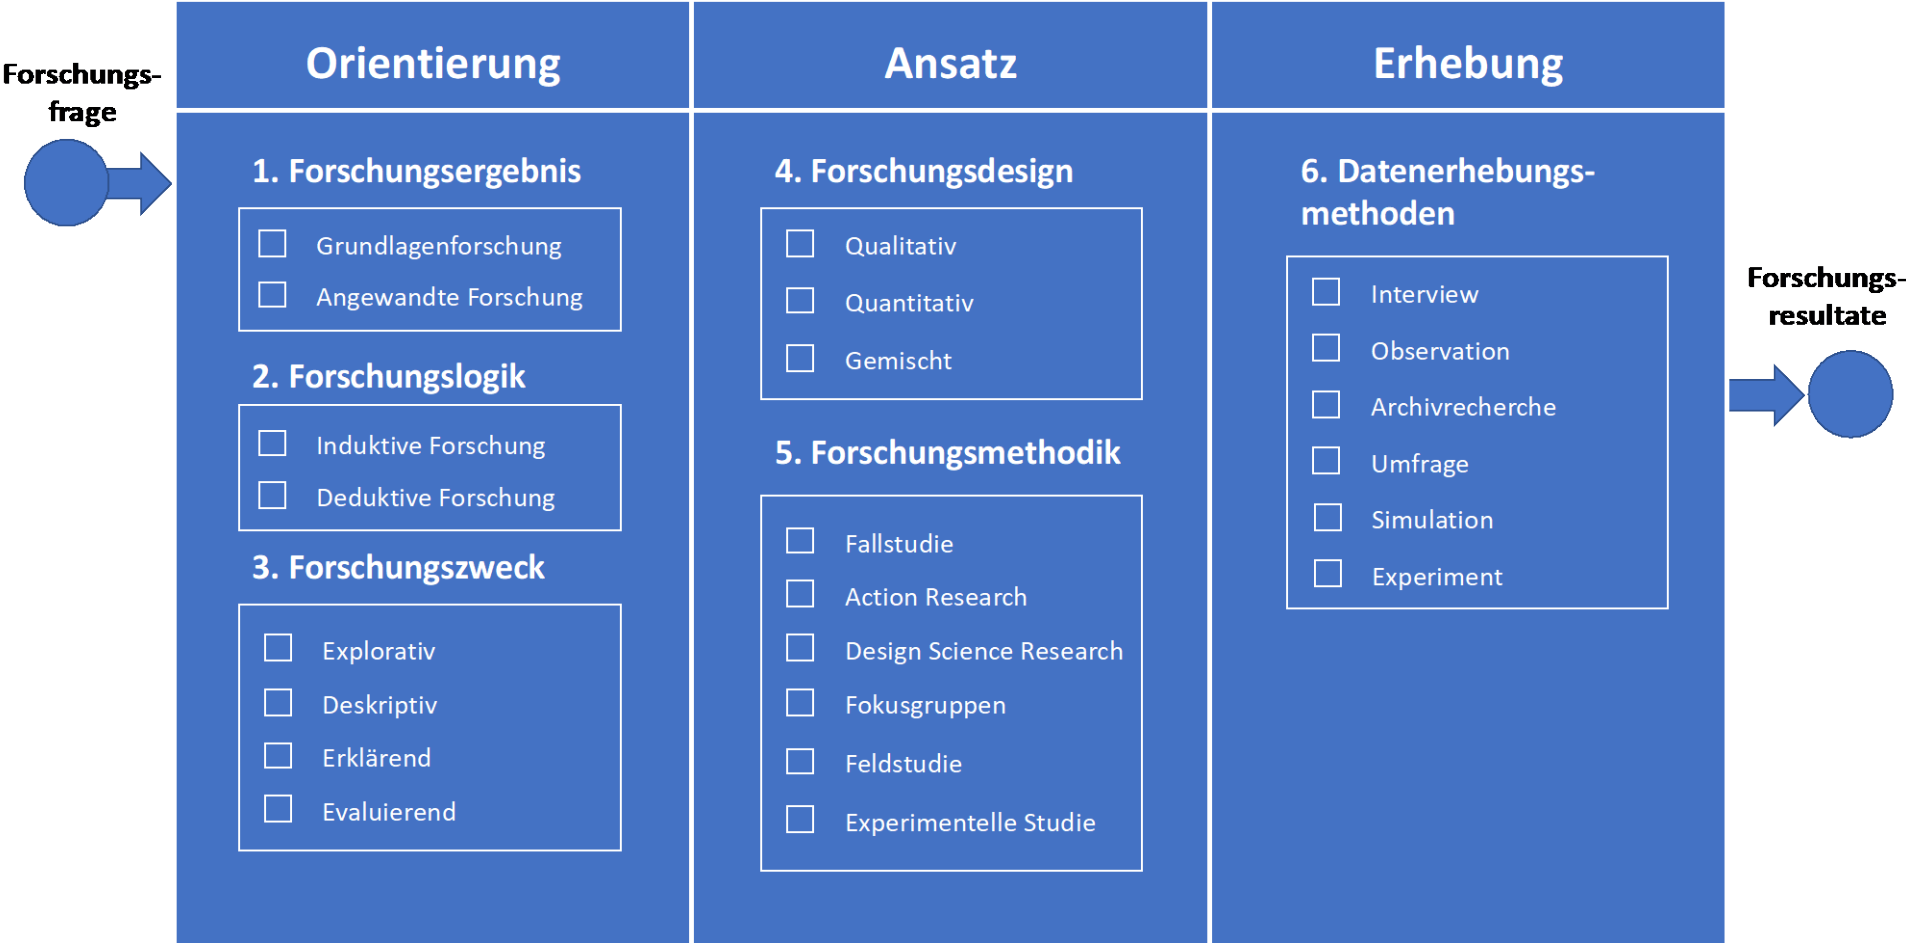 Forschungs-
frage
Orientierung
1. Forschungsergebnis
Grundlagenforschung
Angewandte Forschung
2. Forschungslogik
Induktive Forschung
Deduktive Forschung
3. Forschungszweck
Explorativ
Deskriptiv
Erklärend
Evaluierend
Ansatz
4. Forschungsdesign
Qualitativ
Quantitativ
Gemischt
5. Forschungsmethodik
Fallstudie
Action Research
Design Science Research
Fokusgruppen
Feldstudie
Experimentelle Studie
Erhebung
6. Datenerhebungs-
methoden
Interview
Observation
Archivrecherche
Umfrage
Simulation
Experiment
Forschungs-
resultate